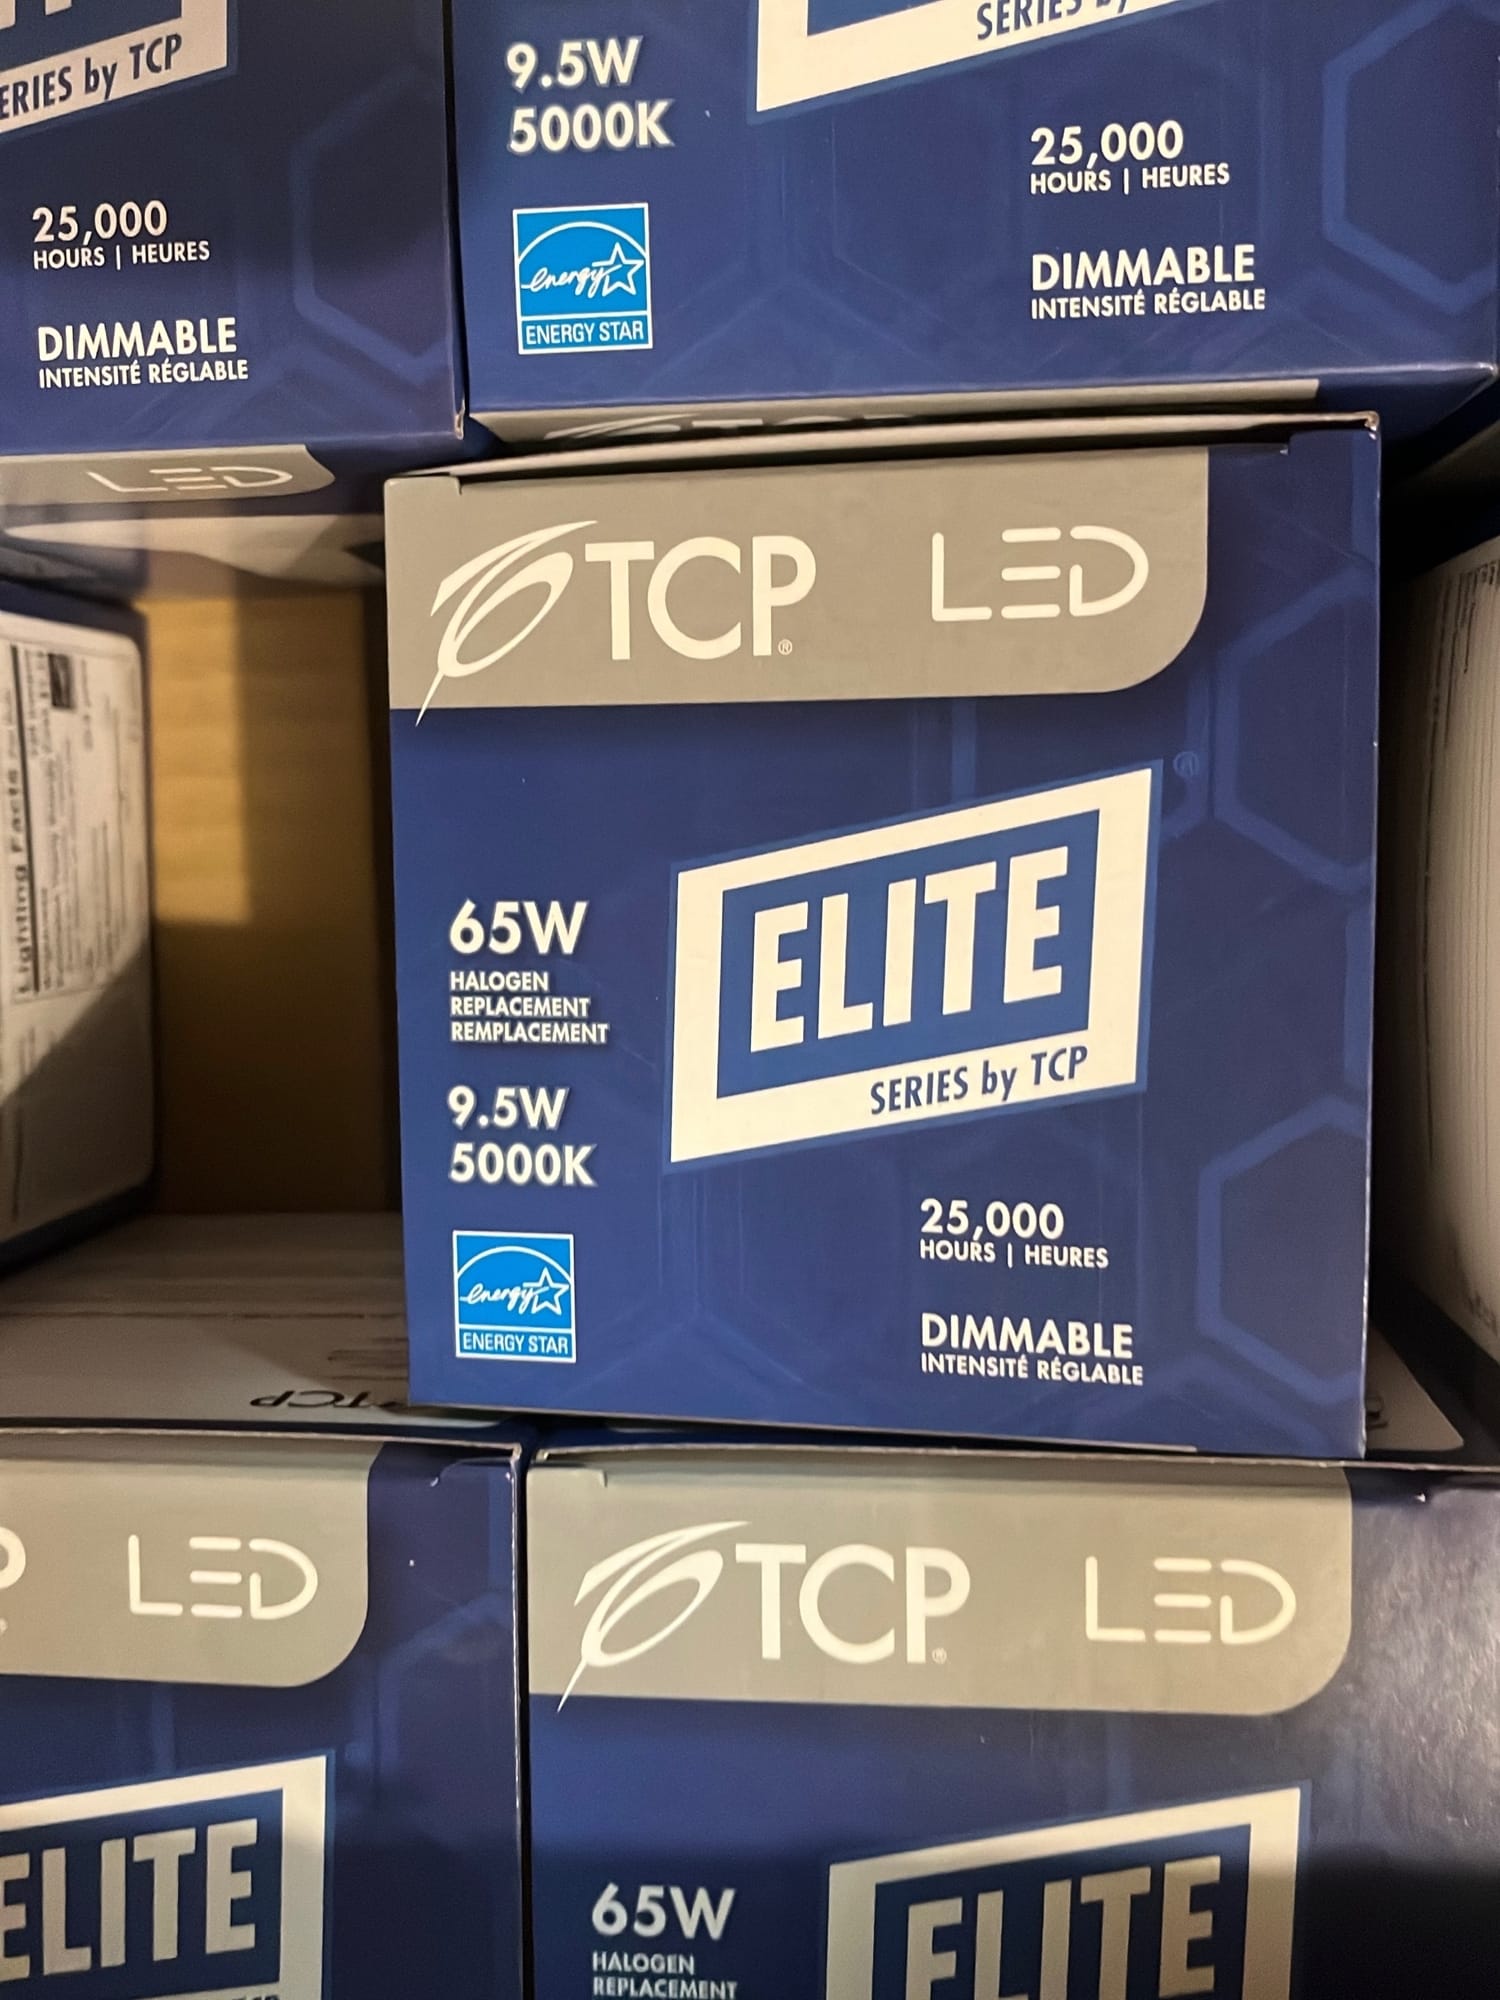 SERIES by TCP
25,000
HOURS | HEURES
DIMMABLE
INTENSITÉ RÉGLABLE
LED
SERIES by
9.5W
5000K
energy
ENERGY STAR
25,000
HOURS | HEURES
DIMMABLE
INTENSITÉ RÉGLABLE
Lighting Facts
TCP® LED
ELITE
SERIES by TCP
65W
HALOGEN
REPLACEMENT
REMPLACEMENT
9.5W
5000K
energy
ENERGY STAR
25,000
HOURS | HEURES
DIMMABLE
INTENSITÉ RÉGLABLE
TCP
LED
ELITE
TCP® LED
65W
HALOGEN
REPLACEMENT
ELITE